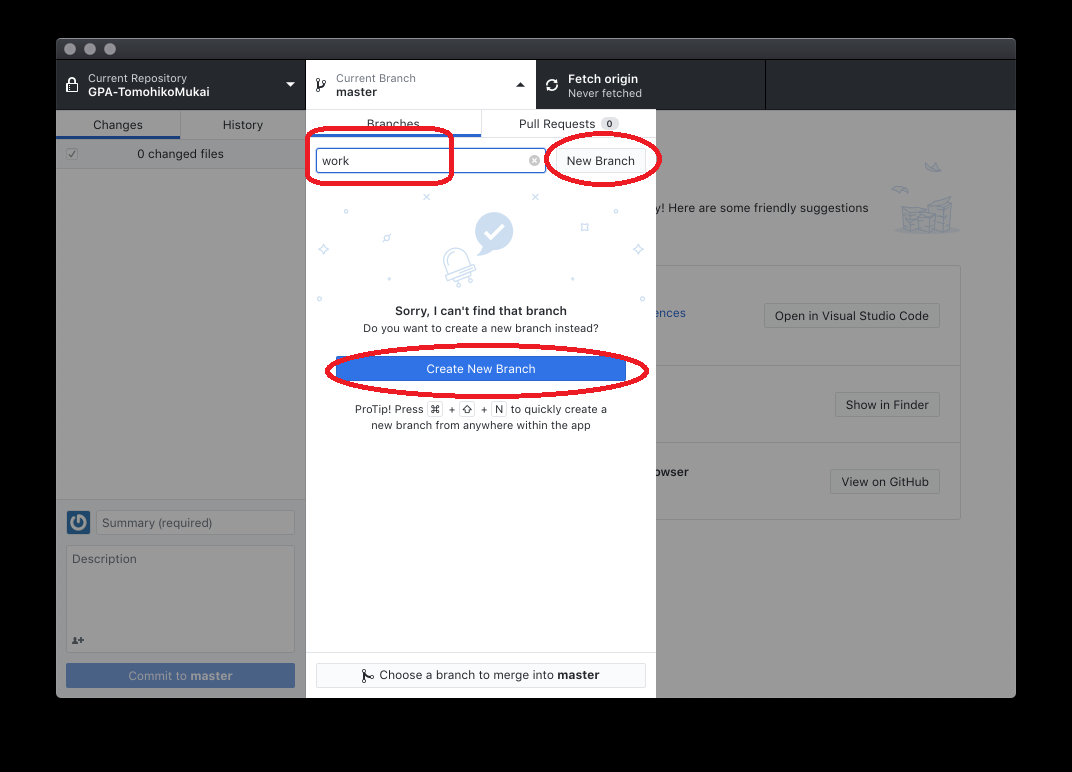 Current Repository
GPA-TomohikoMukai
Current Branch
master
Fetch origin
Never fetched
Changes
History
Branches
Pull Requests 0
0 changed files
work
New Branch
y! Here are some friendly suggestions
Sorry, I can't find that branch
Do you want to create a new branch instead?
ences
Open in Visual Studio Code
Create New Branch
ProTip! Press ⌘ + ⇧ + N to quickly create a
new branch from anywhere within the app
Show in Finder
owser
View on GitHub
Summary (required)
Description
Commit to master
Choose a branch to merge into master